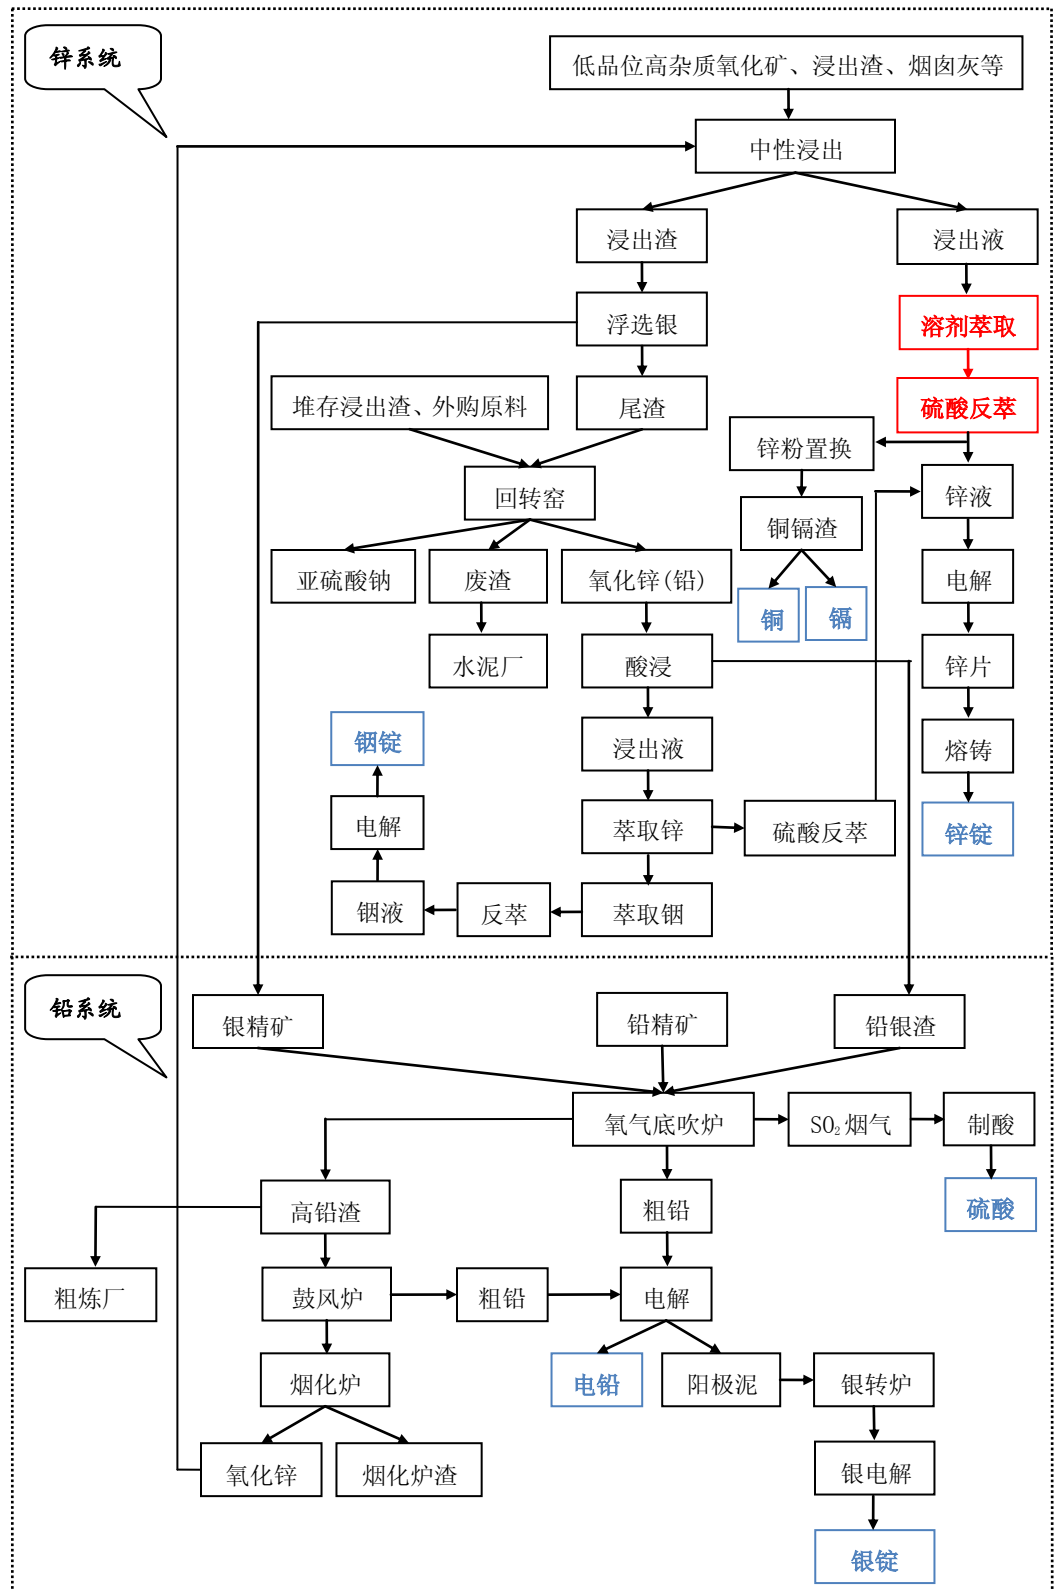 锌系统
低品位高杂质氧化矿、浸出渣、烟囱灰等
中性浸出
浸出渣
浸出液
浮选银
溶剂萃取
堆存浸出渣、外购原料
尾渣
硫酸反萃
锌粉置换
回转窑
锌液
铜镉渣
亚硫酸钠
废渣
氧化锌(铅)
电解
铜
镉
水泥厂
酸浸
锌片
铟锭
浸出液
熔铸
电解
萃取锌
硫酸反萃
锌锭
铟液
反萃
萃取铟
铅系统
银精矿
铅精矿
铅银渣
氧气底吹炉
SO₂烟气
制酸
高铅渣
粗铅
硫酸
粗炼厂
鼓风炉
粗铅
电解
烟化炉
电铅
阳极泥
银转炉
氧化锌
烟化炉渣
银电解
银锭